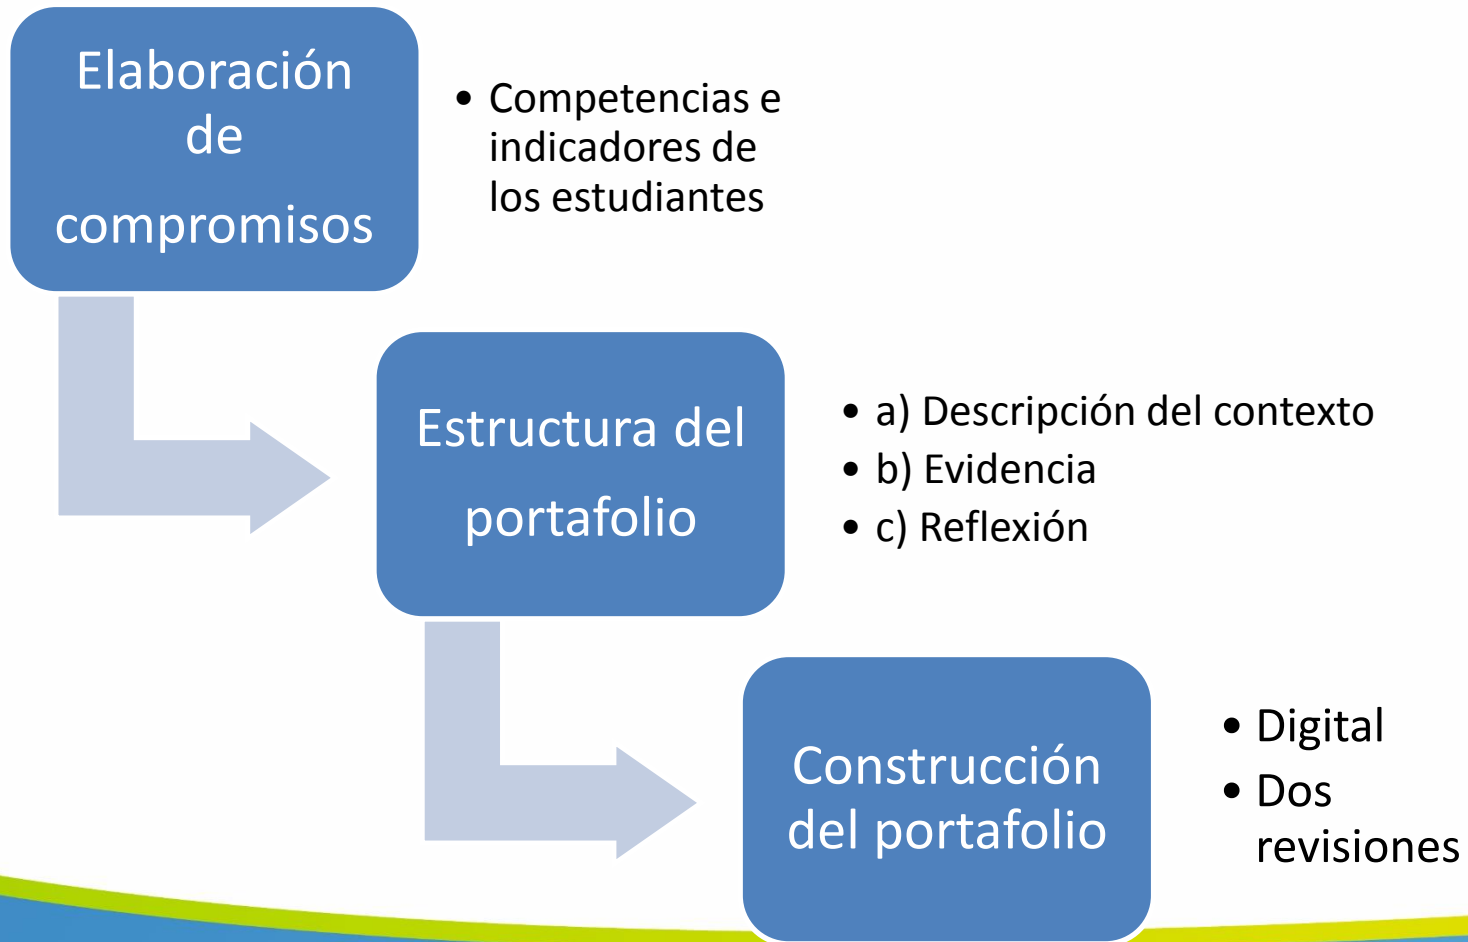 Elaboración
de
compromisos
• Competencias e
indicadores de
los estudiantes
Estructura del
portafolio
• a) Descripción del contexto
• b) Evidencia
• c) Reflexión
Construcción
del portafolio
• Digital
• Dos
revisiones